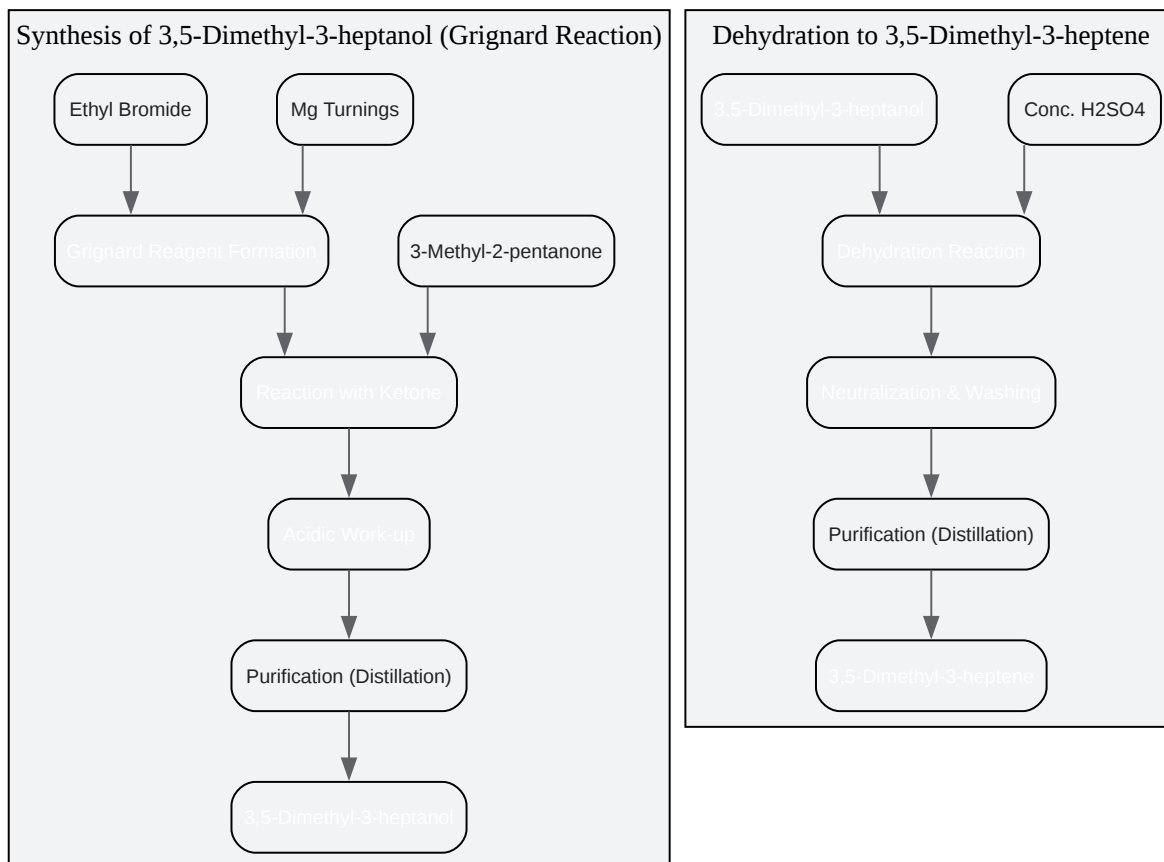 Synthesis of 3,5-Dimethyl-3-heptanol (Grignard Reaction)
Ethyl Bromide
Mg Turnings
Grignard Reagent Formation
3-Methyl-2-pentanone
Reaction with Ketone
Acidic Work-up
Purification (Distillation)
3,5-Dimethyl-3-heptanol
Dehydration to 3,5-Dimethyl-3-heptene
3,5-Dimethyl-3-heptanol
Conc. H2SO4
Dehydration Reaction
Neutralization & Washing
Purification (Distillation)
3,5-Dimethyl-3-heptene